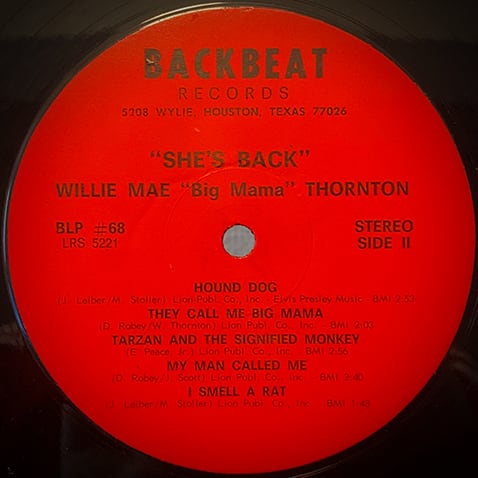 BACKBEAT
RECORDS
5208 WYLIE, HOUSTON, TEXAS 77026
"SHE'S BACK"
WILLIE MAE "Big Mama" THORNTON
BLP #68
LRS 5221
STEREO
SIDE II
HOUND DOG
(J. Leiber/M. Stoller) Lion Publ. Co., Inc., Elvis Presley Music - BMI 2:53
THEY CALL ME BIG MAMA
(D. Robey/W. Thornton) Lion Publ. Co., Inc. - BMI 2:03
TARZAN AND THE SIGNIFIED MONKEY
(E. Peace, Jr.) Lion Publ. Co., Inc. BMI 2:56
MY MAN CALLED ME
(D. Robey/J. Scott) Lion Publ. Co., Inc. - BMI 2:40
I SMELL A RAT
(J. Leiber/M. Stoller) Lion Publ. Co., Inc. - BMI 1:43